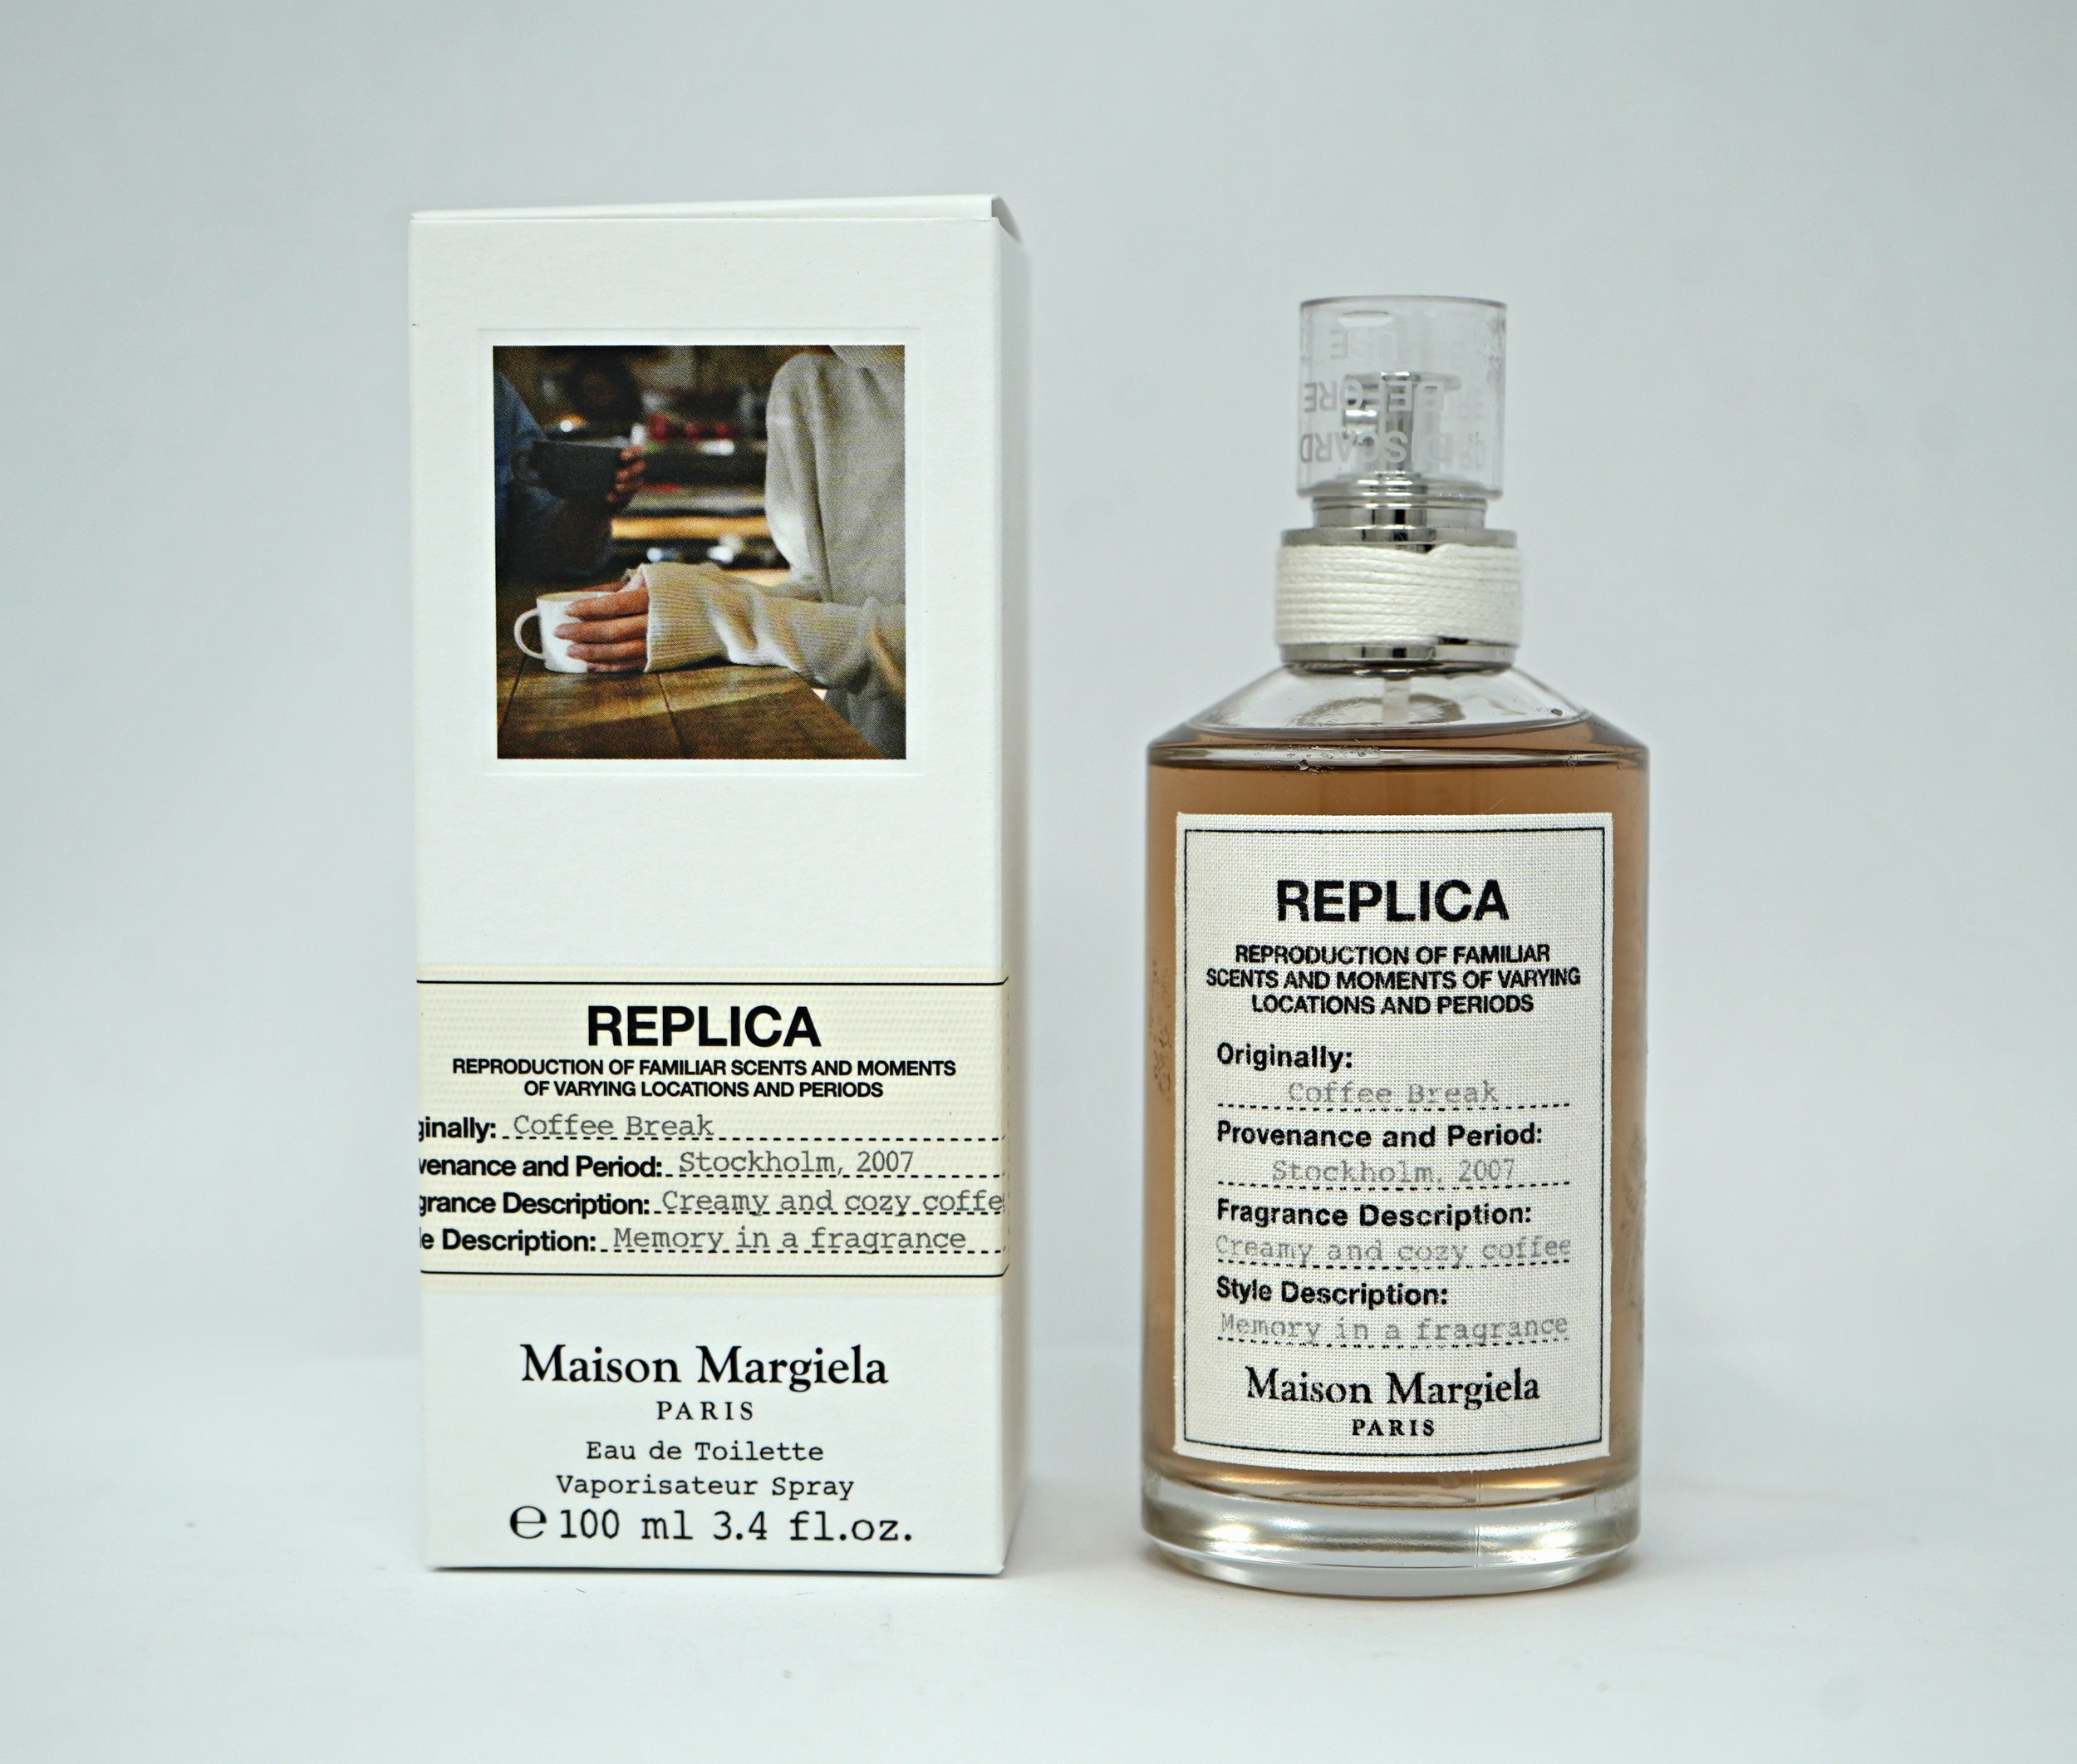 REPLICA
REPRODUCTION OF FAMILIAR SCENTS AND MOMENTS
OF VARYING LOCATIONS AND PERIODS
ginally: Coffee Break
venance and Period: Stockholm, 2007
grance Description: Creamy and cozy coffe
e Description: Memory in a fragrance
Maison Margiela
PARIS
Eau de Toilette
Vaporisateur Spray
℮ 100 ml 3.4 fl.oz.
DISCARD
BEFORE
USE
REPLICA
REPRODUCTION OF FAMILIAR
SCENTS AND MOMENTS OF VARYING
LOCATIONS AND PERIODS
Originally:
Coffee Break
Provenance and Period:
Stockholm, 2007
Fragrance Description:
Creamy and cozy coffee
Style Description:
Memory in a fragrance
Maison Margiela
PARIS